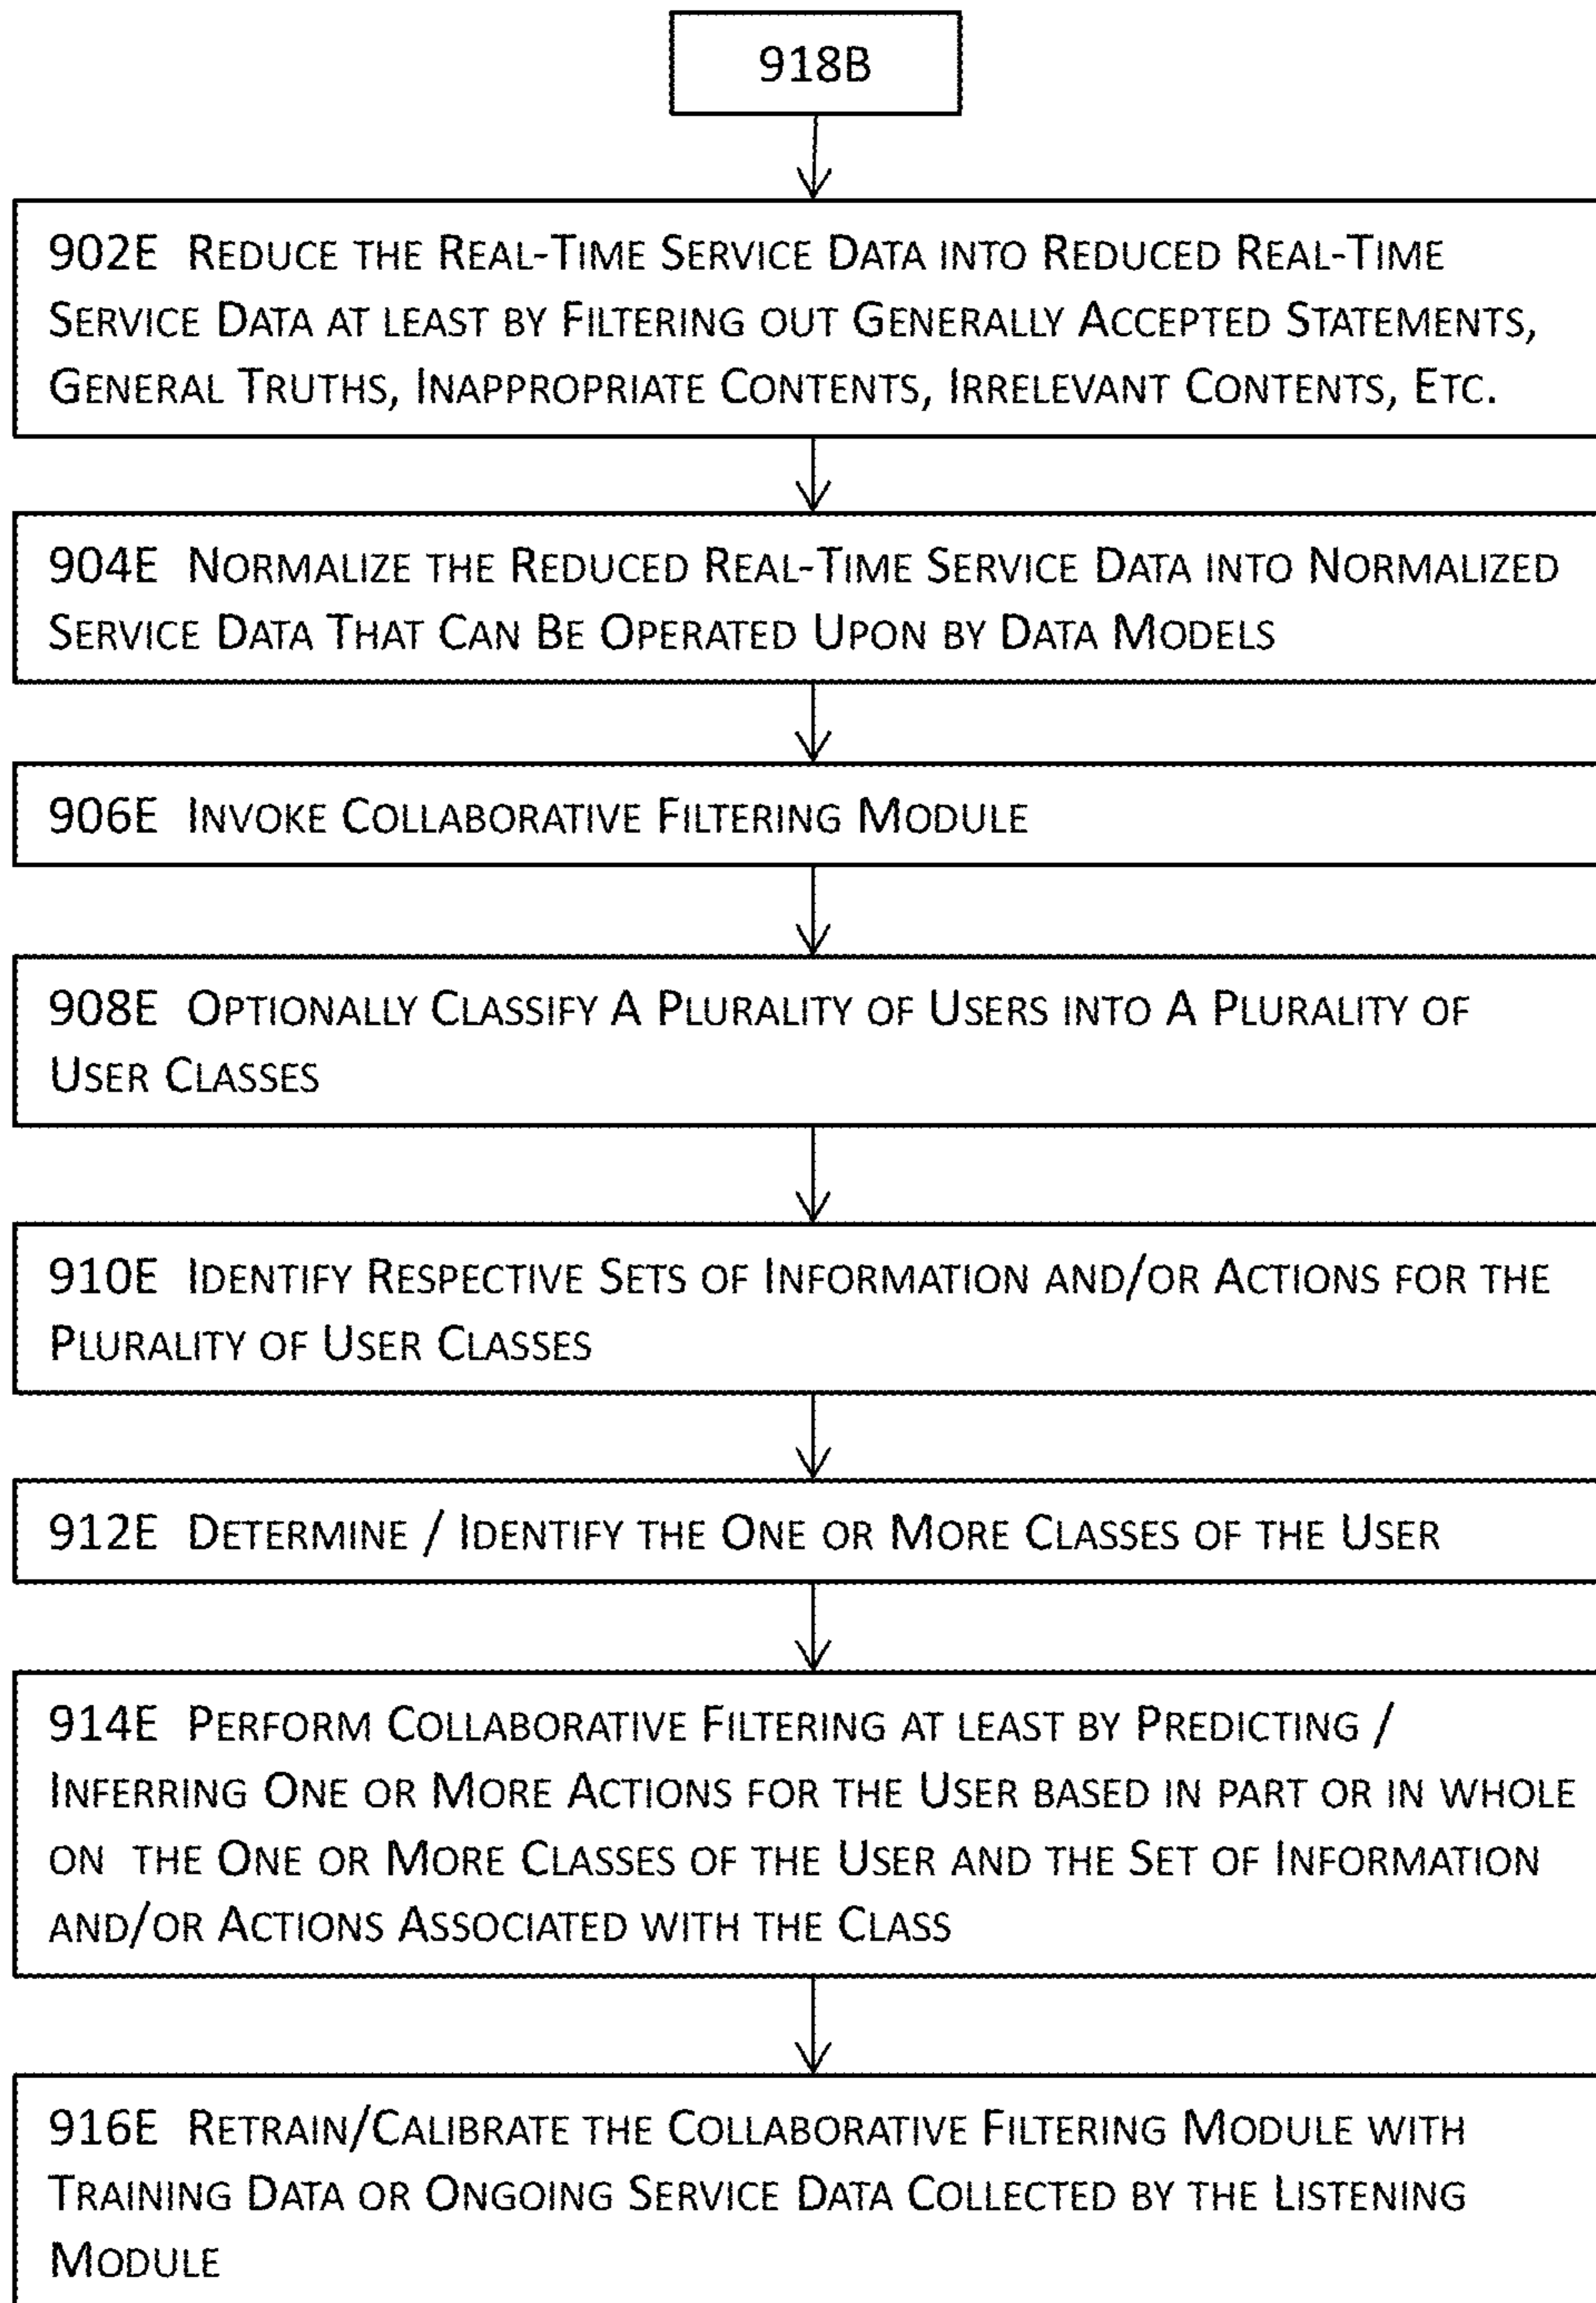 918B
902E Reduce the Real-Time Service Data into Reduced Real-Time
Service Data at least by Filtering out Generally Accepted Statements,
General Truths, Inappropriate Contents, Irrelevant Contents, Etc.
904E Normalize the Reduced Real-Time Service Data into Normalized
Service Data That Can Be Operated Upon by Data Models
906E Invoke Collaborative Filtering Module
908E Optionally Classify A Plurality of Users into A Plurality of
User Classes
910E Identify Respective Sets of Information and/or Actions for the
Plurality of User Classes
912E Determine / Identify the One or More Classes of the User
914E Perform Collaborative Filtering at least by Predicting /
Inferring One or More Actions for the User based in part or in whole
on the One or More Classes of the User and the Set of Information
and/or Actions Associated with the Class
916E Retrain/Calibrate the Collaborative Filtering Module with
Training Data or Ongoing Service Data Collected by the Listening
Module